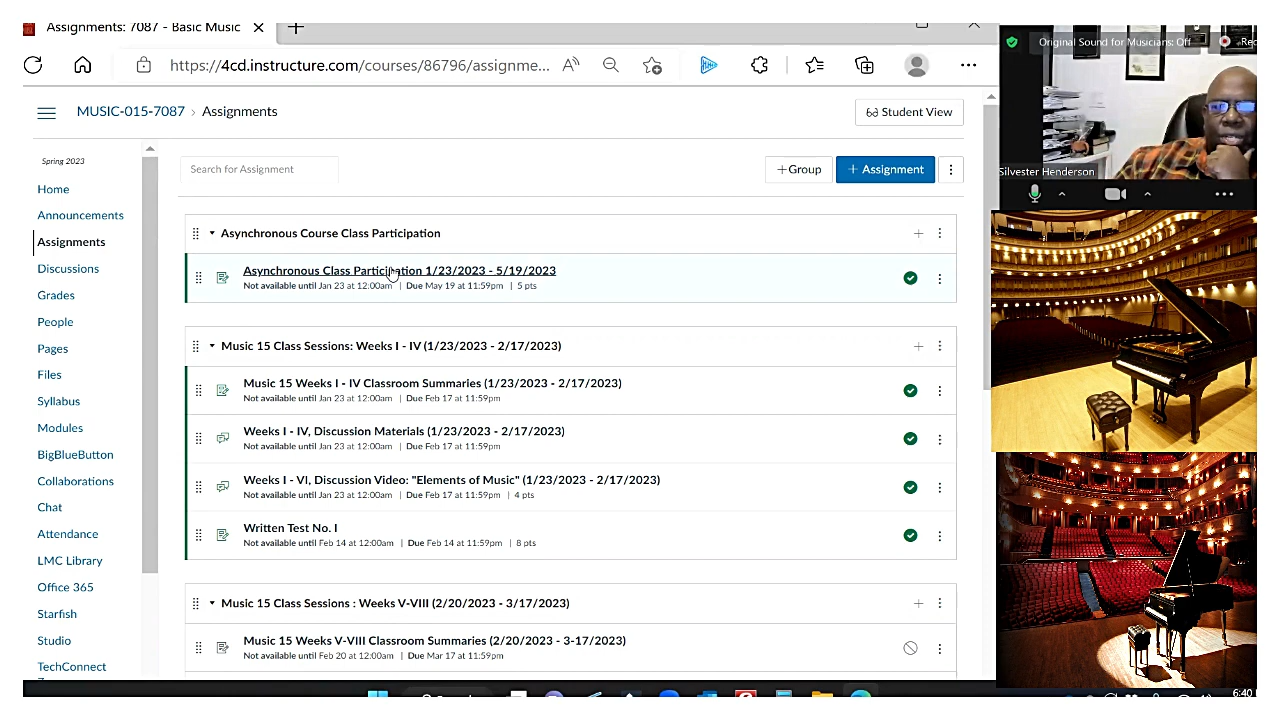 Assignments: 7087 - Basic Music
https://4cd.instructure.com/courses/86796/assignme...
MUSIC-015-7087 › Assignments
Student View
Spring 2023
Home
Announcements
Assignments
Discussions
Grades
People
Pages
Files
Syllabus
Modules
BigBlueButton
Collaborations
Chat
Attendance
LMC Library
Office 365
Starfish
Studio
TechConnect
Search for Assignment
+Group
+ Assignment
Asynchronous Course Class Participation
Asynchronous Class Participation 1/23/2023 - 5/19/2023
Not available until Jan 23 at 12:00am | Due May 19 at 11:59pm | 5 pts
Music 15 Class Sessions: Weeks I - IV (1/23/2023 - 2/17/2023)
Music 15 Weeks I - IV Classroom Summaries (1/23/2023 - 2/17/2023)
Not available until Jan 23 at 12:00am | Due Feb 17 at 11:59pm
Weeks I - IV, Discussion Materials (1/23/2023 - 2/17/2023)
Not available until Jan 23 at 12:00am | Due Feb 17 at 11:59pm
Weeks I - VI, Discussion Video: "Elements of Music" (1/23/2023 - 2/17/2023)
Not available until Jan 23 at 12:00am | Due Feb 17 at 11:59pm | 4 pts
Written Test No. I
Not available until Feb 14 at 12:00am | Due Feb 14 at 11:59pm | 8 pts
Music 15 Class Sessions : Weeks V-VIII (2/20/2023 - 3/17/2023)
Music 15 Weeks V-VIII Classroom Summaries (2/20/2023 - 3-17/2023)
Not available until Feb 20 at 12:00am | Due Mar 17 at 11:59pm
Original Sound for Musicians: Off
Rec
Silvester Henderson
6:40